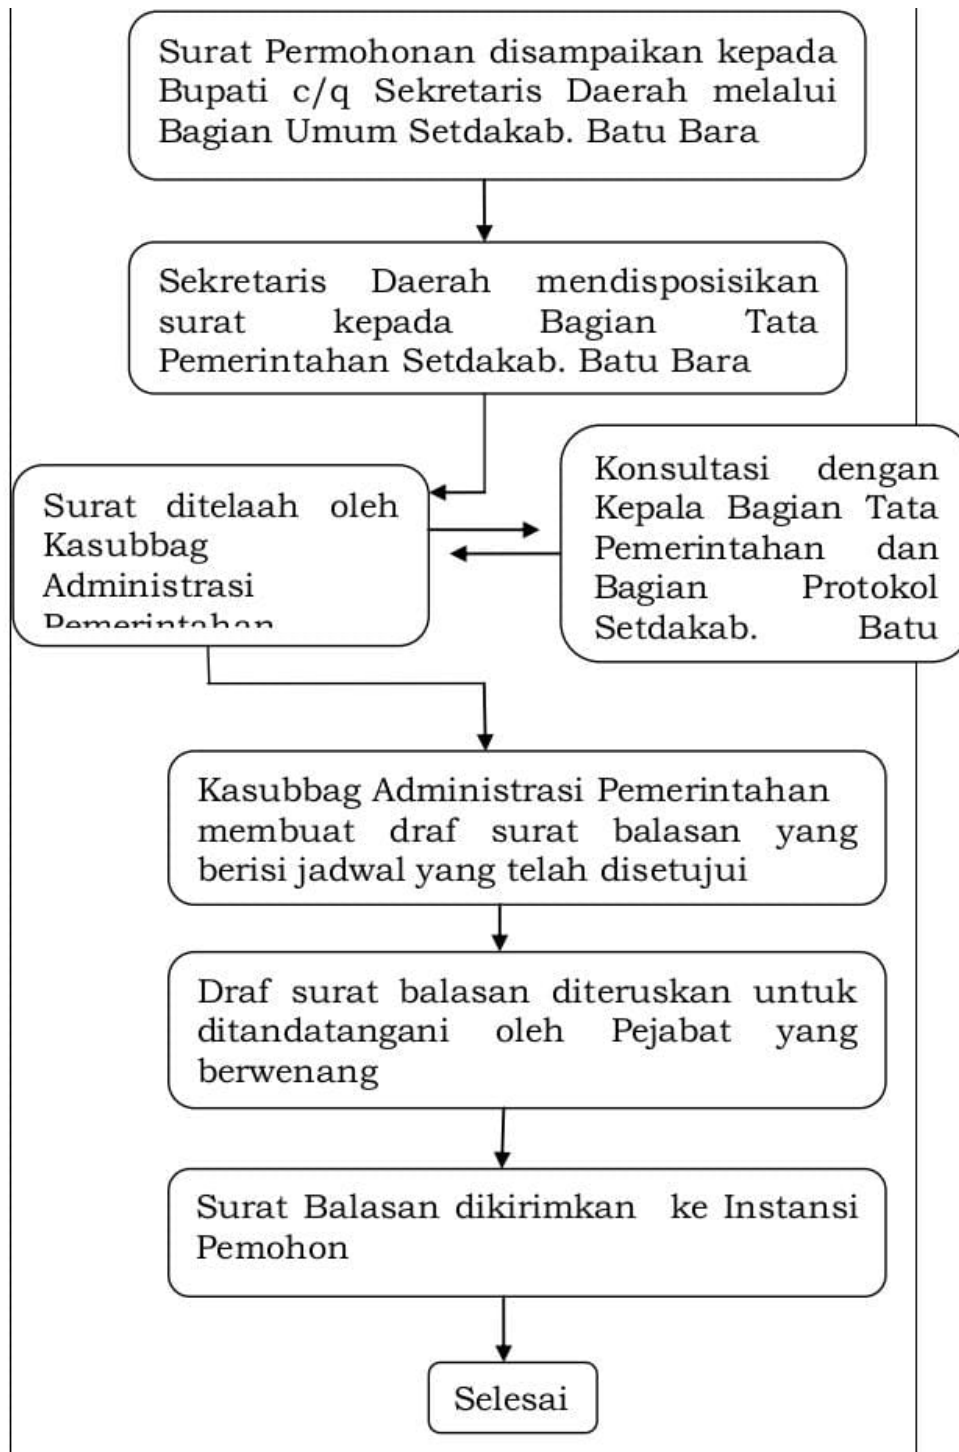 Surat Permohonan disampaikan kepada
Bupati c/q Sekretaris Daerah melalui
Bagian Umum Setdakab. Batu Bara
Sekretaris Daerah mendisposisikan
surat kepada Bagian Tata
Pemerintahan Setdakab. Batu Bara
Surat ditelaah oleh
Kasubbag
Administrasi
Pemerintahan
Konsultasi dengan
Kepala Bagian Tata
Pemerintahan dan
Bagian Protokol
Setdakab. Batu
Kasubbag Administrasi Pemerintahan
membuat draf surat balasan yang
berisi jadwal yang telah disetujui
Draf surat balasan diteruskan untuk
ditandatangani oleh Pejabat yang
berwenang
Surat Balasan dikirimkan ke Instansi
Pemohon
Selesai